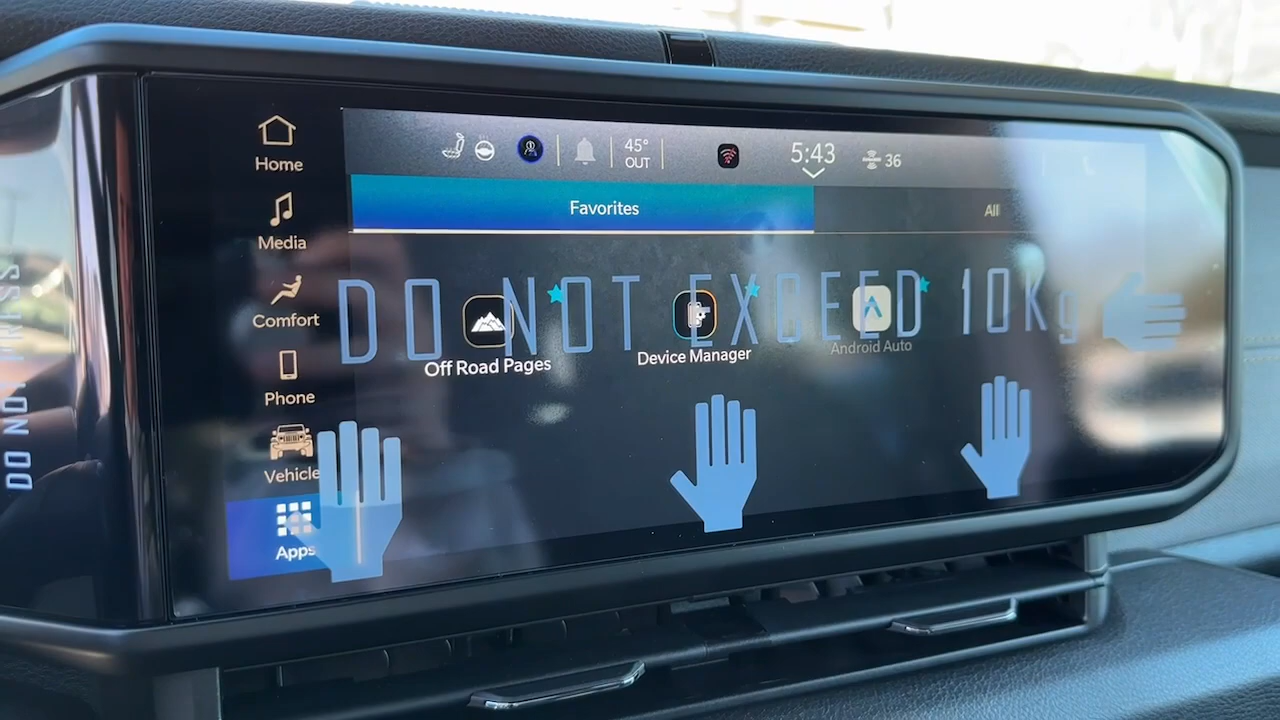 Home
Media
Comfort
Phone
Vehicle
Apps
45°
OUT
5:43
36
Favorites
All
DO NOT EXCEED 10Kg
Off Road Pages
Device Manager
Android Auto
DO NOT PRESS